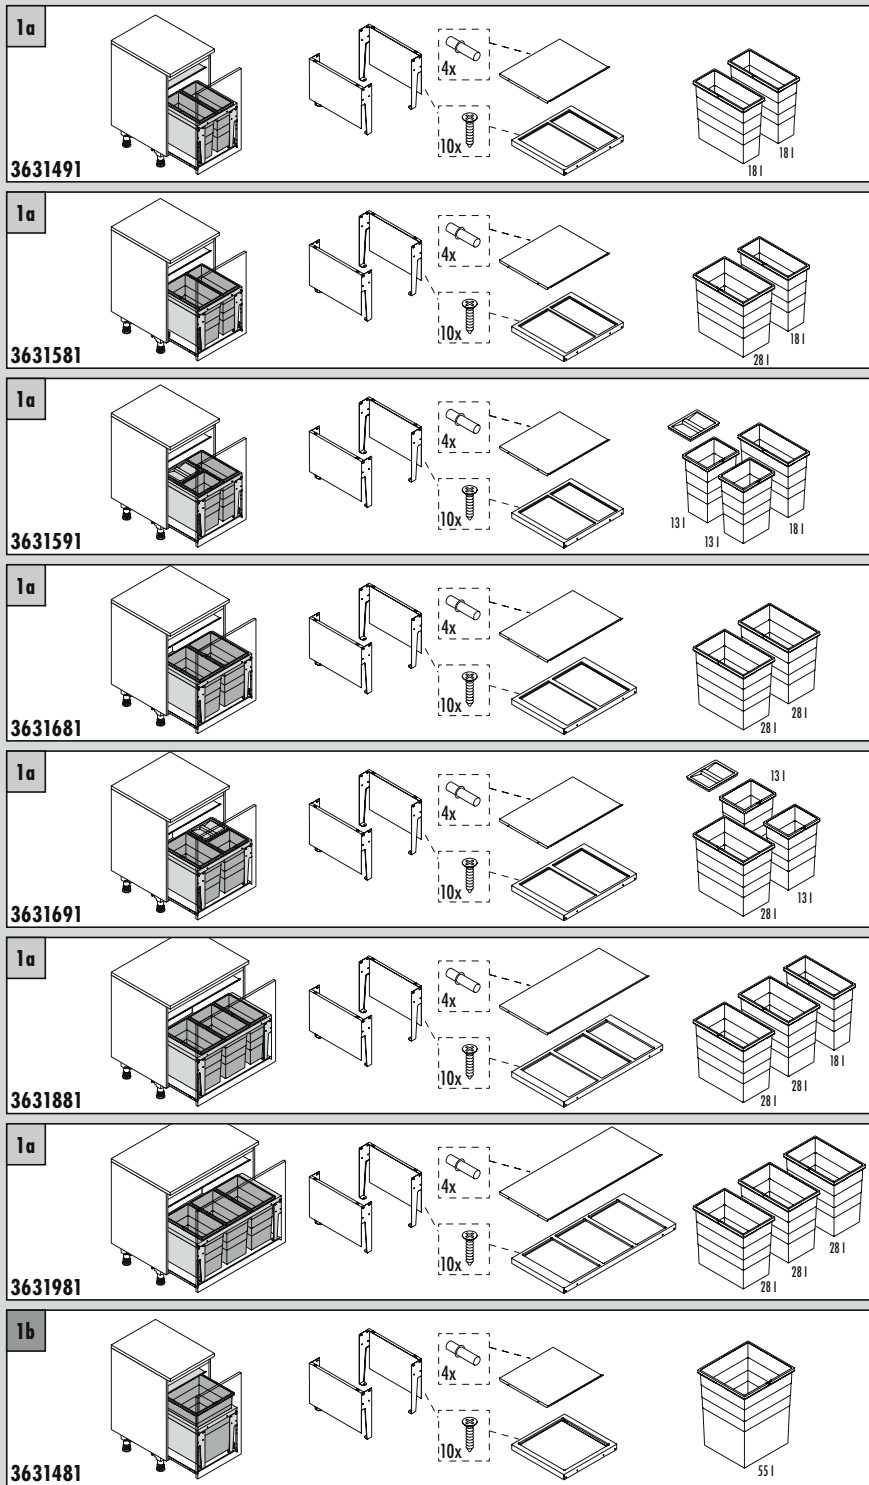 1a
4x
10x
18 l
18 l
3631491
1a
4x
10x
18 l
28 l
3631581
1a
4x
10x
13 l
13 l
18 l
3631591
1a
4x
10x
28 l
28 l
3631681
1a
13 l
4x
10x
13 l
28 l
3631691
1a
4x
10x
18 l
28 l
28 l
3631881
1a
4x
10x
28 l
28 l
28 l
3631981
1b
4x
10x
55 l
3631481